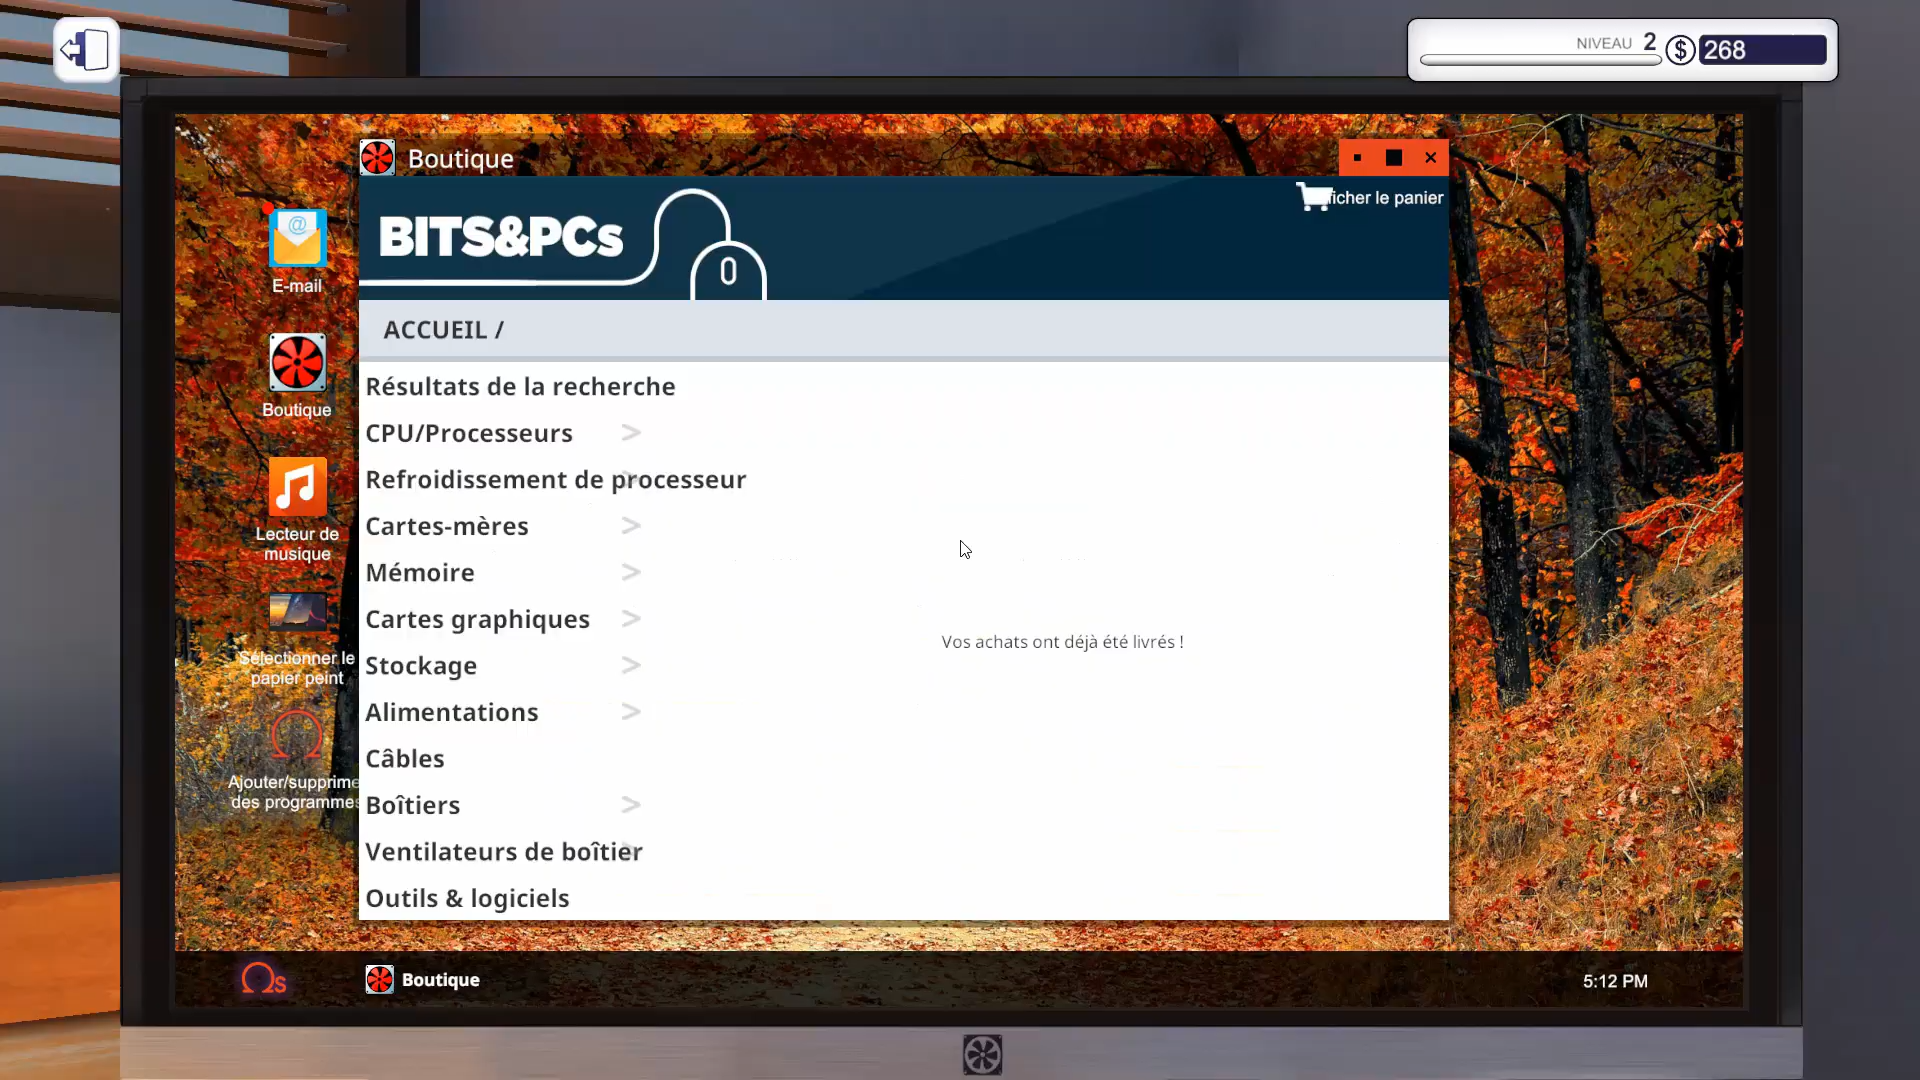 NIVEAU 2
$ 268
Boutique
icher le panier
BITS&PCs
ACCUEIL /
E-mail
Boutique
Lecteur de
musique
Sélectionner le
papier peint
Ajouter/supprime
des programmes
Résultats de la recherche
CPU/Processeurs >
Refroidissement de processeur
Cartes-mères >
Mémoire >
Cartes graphiques >
Stockage >
Alimentations >
Câbles
Boîtiers >
Ventilateurs de boîtier
Outils & logiciels
Vos achats ont déjà été livrés !
Ωs
Boutique
5:12 PM